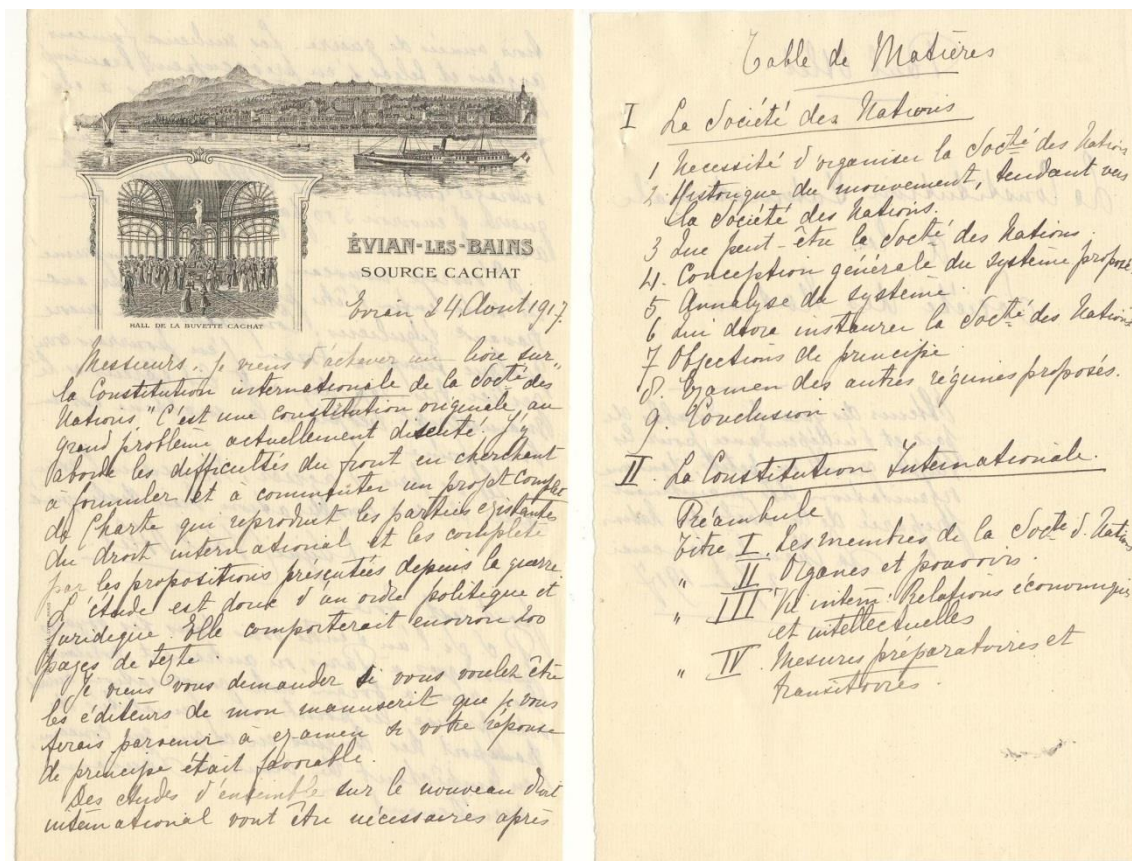 ÉVIAN-LES-BAINS
SOURCE CACHAT
HALL DE LA BUVETTE CACHAT
Evian 24 Aout 1917.
Messieurs, je viens d'achever un livre sur "
la Constitution internationale de la Socté des
Nations." C'est une constitution originale, au
grand problème actuellement discuté. J'y
aborde les difficultés du front en cherchant
à formuler et à commenter un projet complet
de Charte qui reproduit les parties existantes
du droit international et les complète
par les propositions présentées depuis la guerre.
L'étude est donc d'un ordre politique et
juridique. Elle comporterait environ 200
pages de texte.
Je viens vous demander si vous voulez être
les éditeurs de mon manuscrit que je vous
ferais parvenir à examen si votre réponse
de principe était favorable.
Des études d'ensemble sur le nouveau droit
international vont être nécessaires après
Table de Matières
I La Société des Nations
1 Necessité d'organiser la Socté des Nations
2 Historique du mouvement, tendant vers
la Société des Nations.
3 Que peut-être la Socté des Nations.
4. Conception générale du système proposé
5 Annalyse du système.
6 Qui devra instaurer la Socté des Nations
7 Objections de principe
8. Examen des autres régimes proposés.
9. Conclusion
II. La Constitution Internationale.
Préambule
Titre I. Les membres de la Socté d. Nations
" II Organes et pouvoirs
" III Vie intern. Relations économiques
et intellectuelles
" IV. Mesures préparatoires et
transitoires.